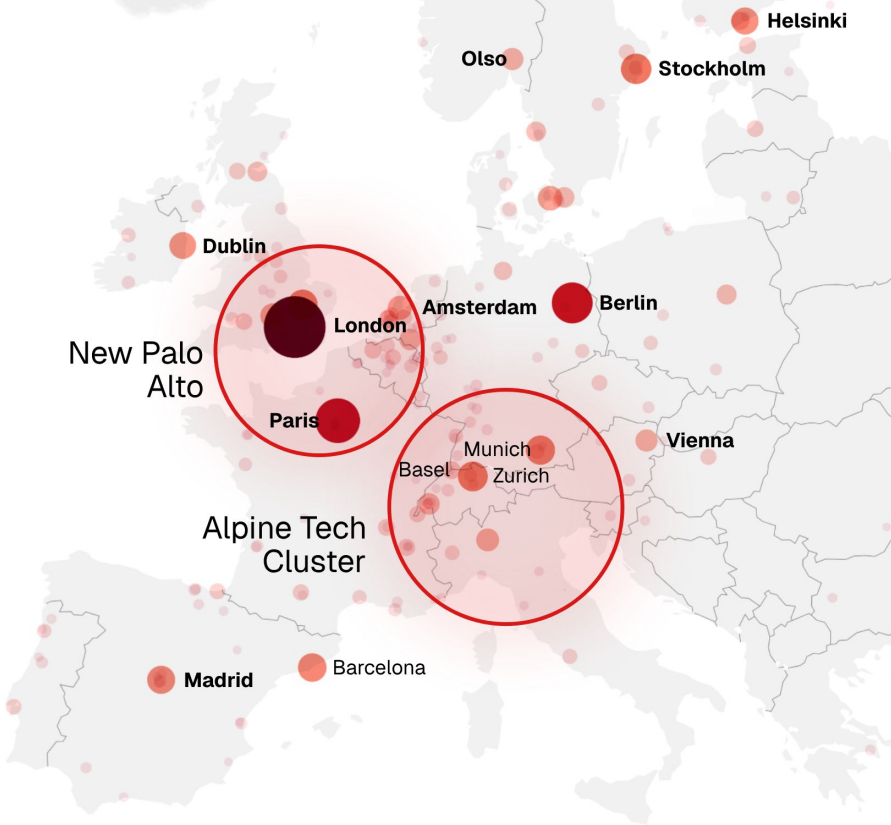 Helsinki
Olso
Stockholm
Dublin
Amsterdam
Berlin
London
New Palo
Alto
Paris
Munich
Vienna
Basel
Zurich
Alpine Tech
Cluster
Barcelona
Madrid